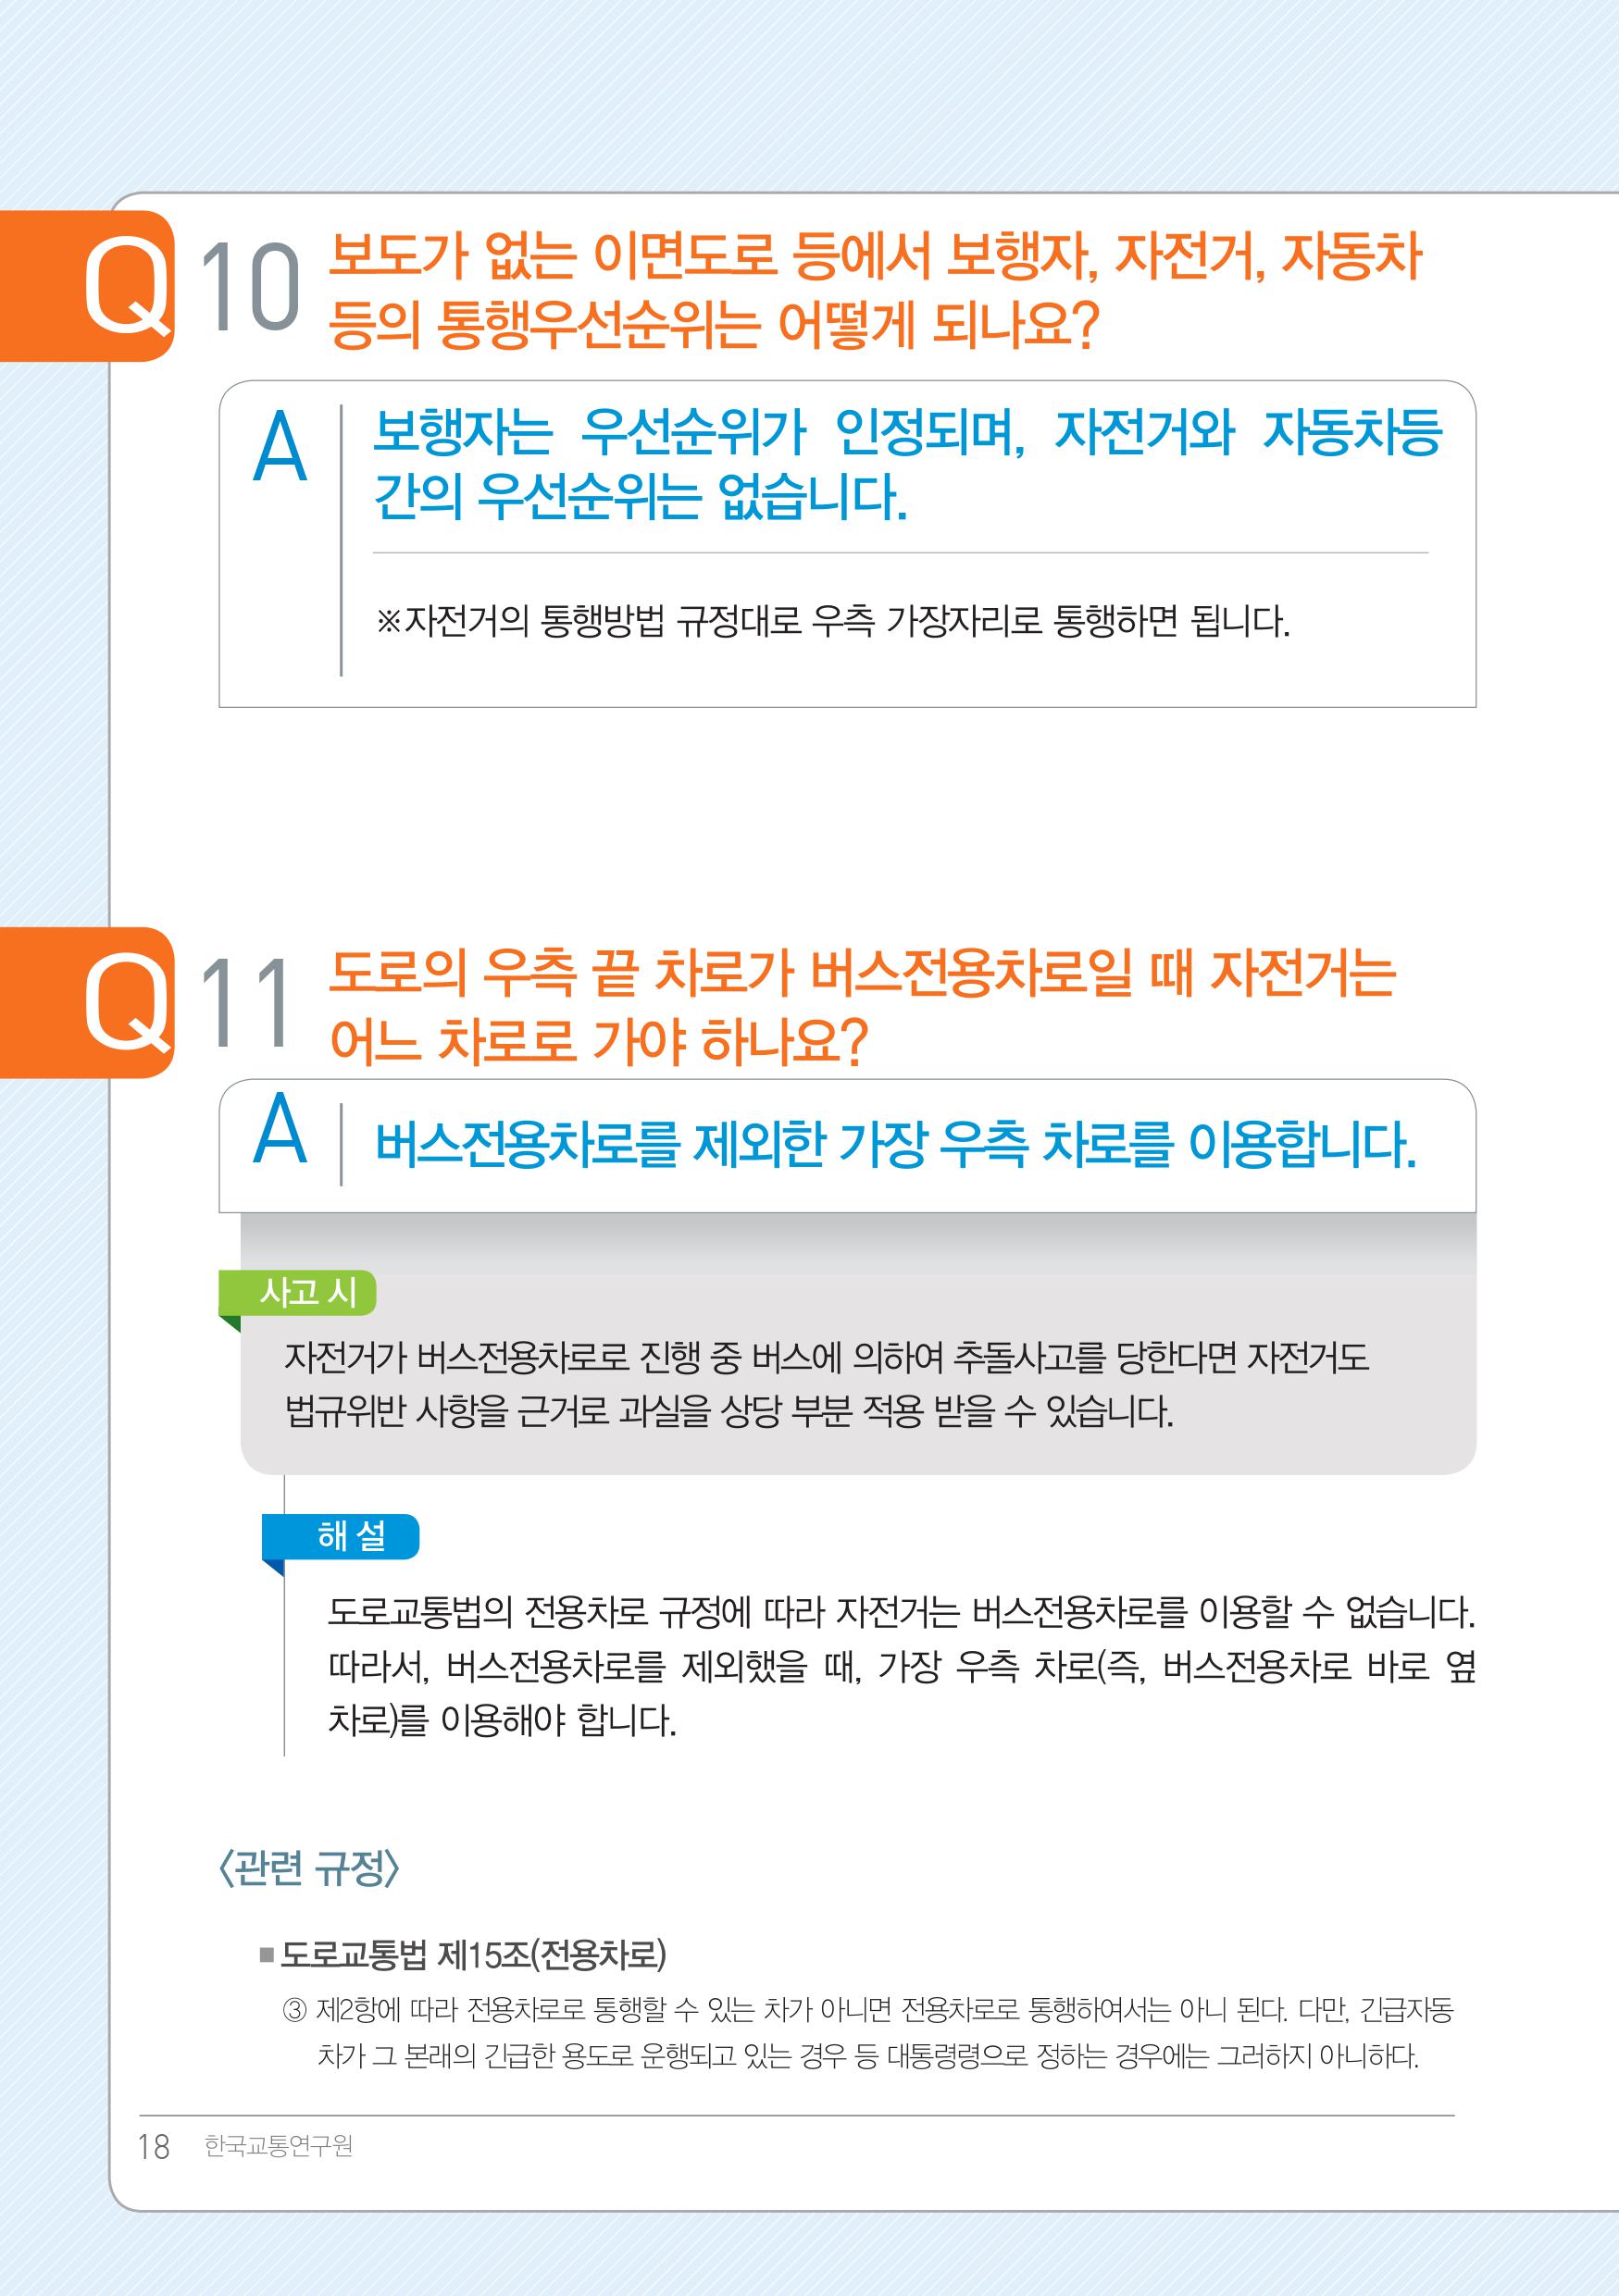 Q 10 보도가 없는 이면도로 등에서 보행자, 자전거, 자동차
등의 통행우선순위는 어떻게 되나요?
A 보행자는 우선순위가 인정되며, 자전거와 자동차등
간의 우선순위는 없습니다.
※자전거의 통행방법 규정대로 우측 가장자리로 통행하면 됩니다.
Q 11 도로의 우측 끝 차로가 버스전용차로일 때 자전거는
어느 차로로 가야 하나요?
A 버스전용차로를 제외한 가장 우측 차로를 이용합니다.
사고 시
자전거가 버스전용차로로 진행 중 버스에 의하여 추돌사고를 당한다면 자전거도
법규위반 사항을 근거로 과실을 상당 부분 적용 받을 수 있습니다.
해 설
도로교통법의 전용차로 규정에 따라 자전거는 버스전용차로를 이용할 수 없습니다.
따라서, 버스전용차로를 제외했을 때, 가장 우측 차로(즉, 버스전용차로 바로 옆
차로)를 이용해야 합니다.
〈관련 규정〉
■ 도로교통법 제15조(전용차로)
③ 제2항에 따라 전용차로로 통행할 수 있는 차가 아니면 전용차로로 통행하여서는 아니 된다. 다만, 긴급자동
차가 그 본래의 긴급한 용도로 운행되고 있는 경우 등 대통령령으로 정하는 경우에는 그러하지 아니하다.
18 한국교통연구원